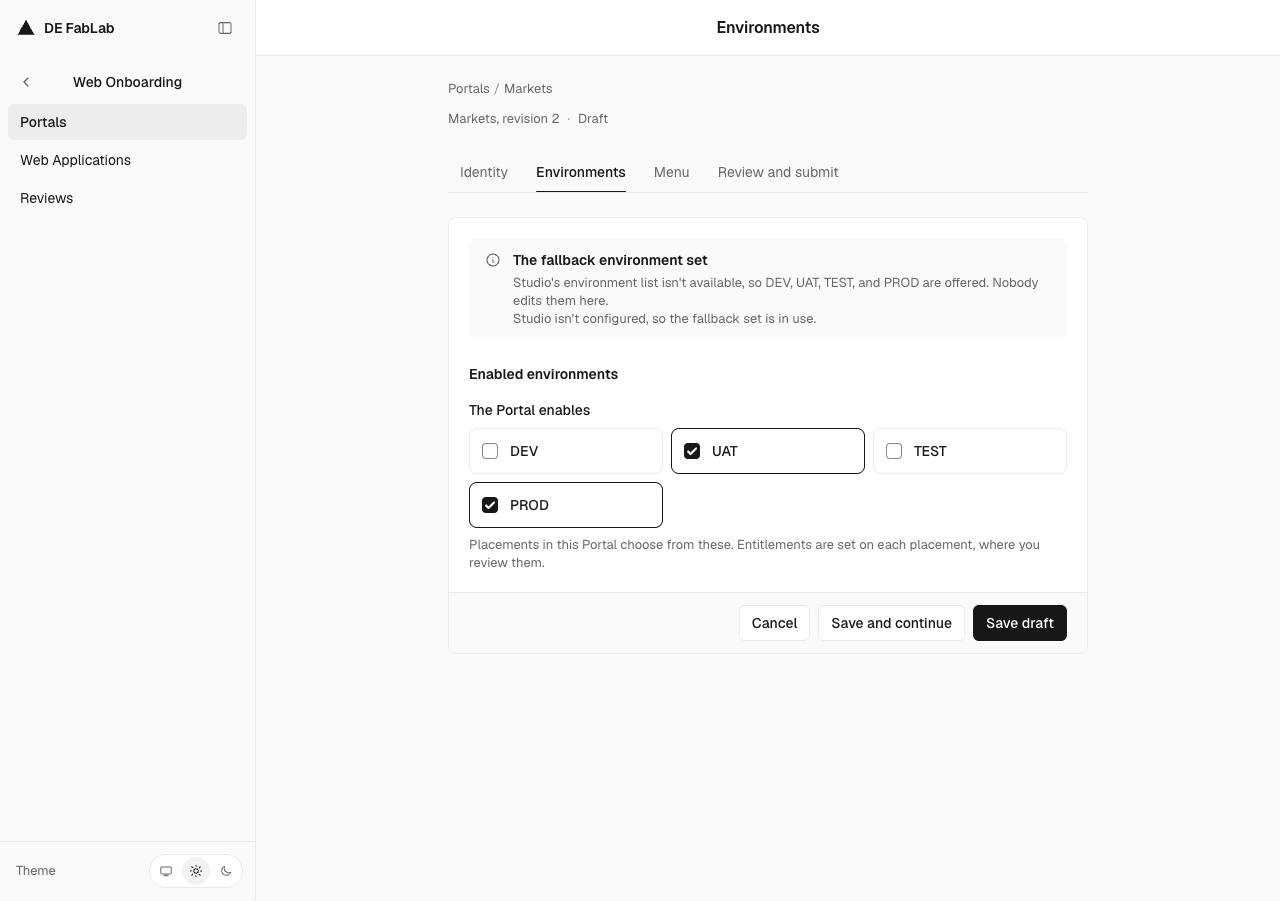 DE FabLab
Web Onboarding
Portals
Web Applications
Reviews
Theme
Environments
Portals / Markets
Markets, revision 2 · Draft
Identity
Environments
Menu
Review and submit
The fallback environment set
Studio's environment list isn't available, so DEV, UAT, TEST, and PROD are offered. Nobody
edits them here.
Studio isn't configured, so the fallback set is in use.
Enabled environments
The Portal enables
DEV
UAT
TEST
PROD
Placements in this Portal choose from these. Entitlements are set on each placement, where you
review them.
Cancel
Save and continue
Save draft